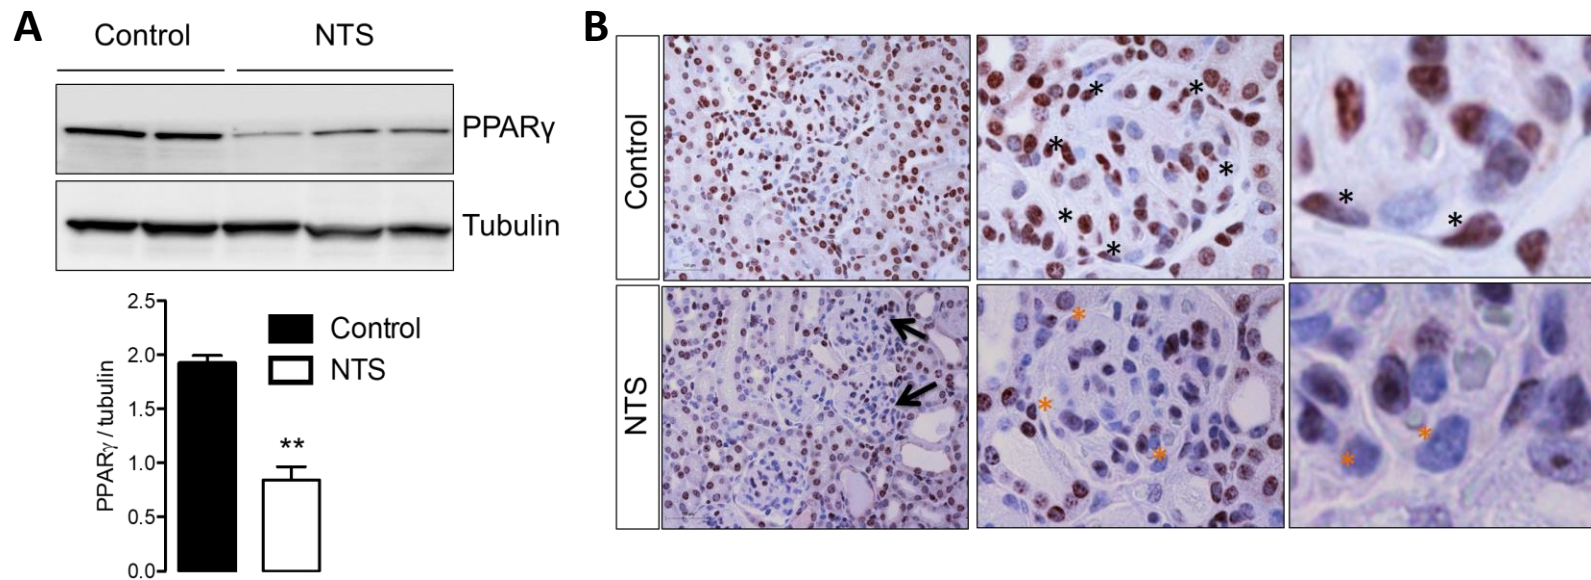 A
Control NTS
PPARγ
Tubulin
2.5
2.0
1.5
1.0
0.5
0.0
PPARγ / tubulin
**
Control
NTS
B
Control
* * * * * *
* *
NTS
* * *
* *